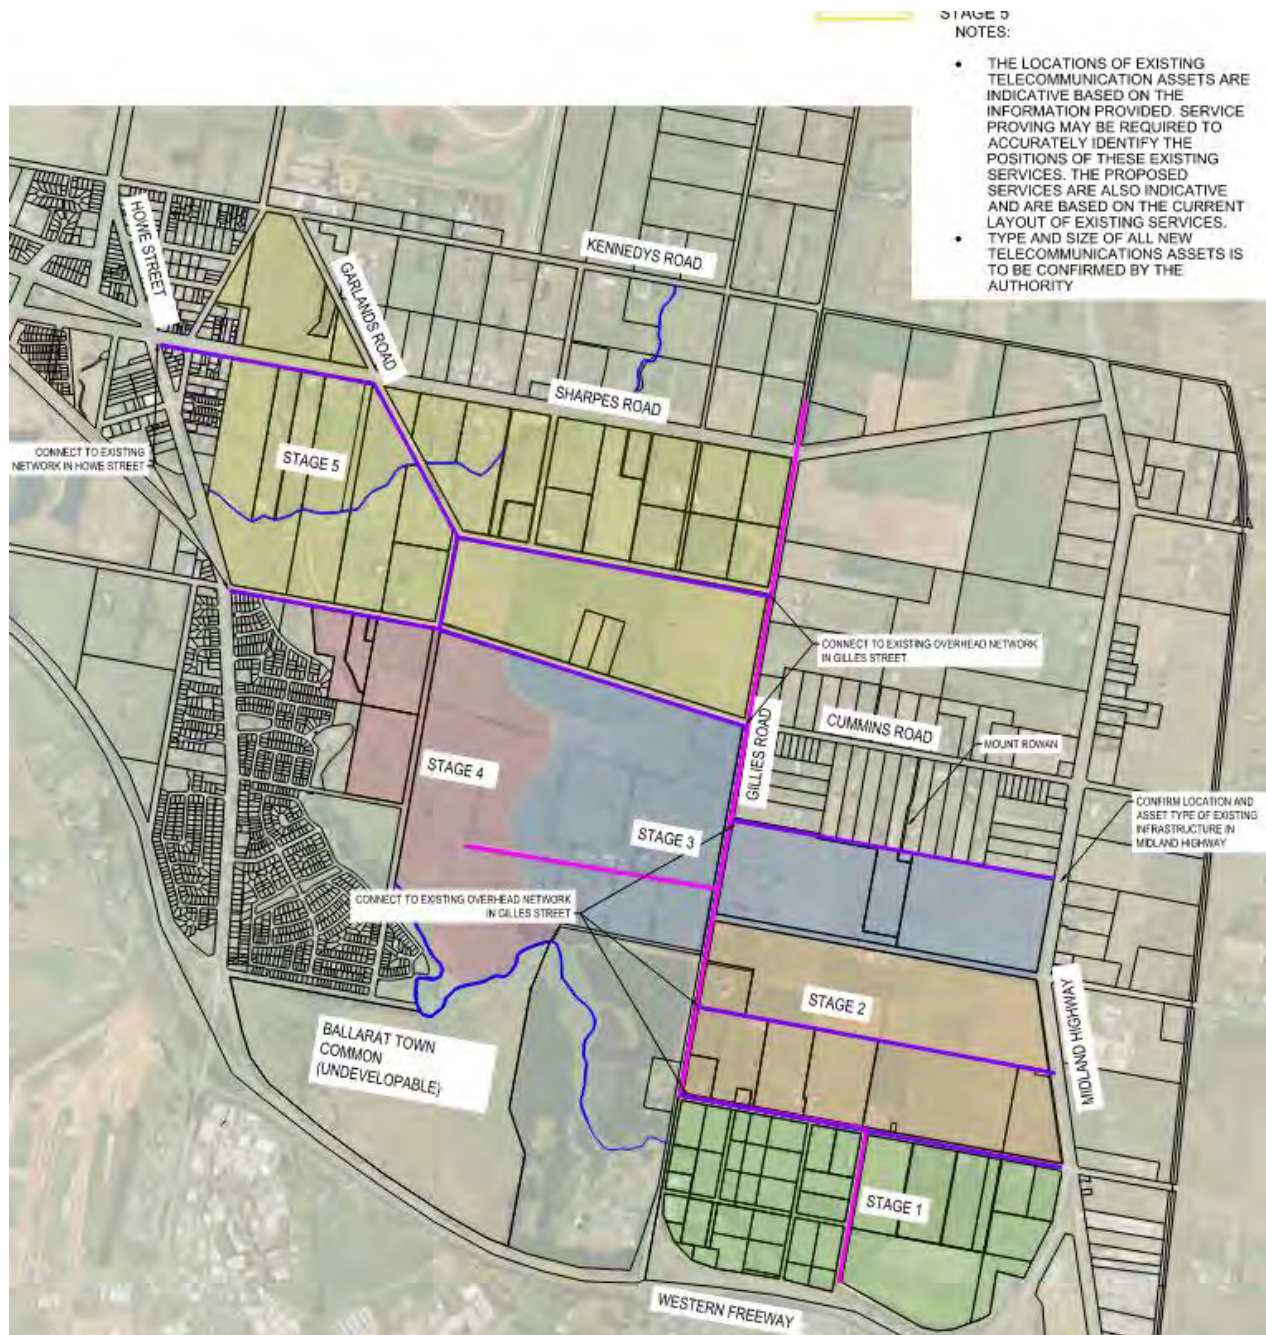 STAGE 5
NOTES:
• THE LOCATIONS OF EXISTING
TELECOMMUNICATION ASSETS ARE
INDICATIVE BASED ON THE
INFORMATION PROVIDED. SERVICE
PROVING MAY BE REQUIRED TO
ACCURATELY IDENTIFY THE
POSITIONS OF THESE EXISTING
SERVICES. THE PROPOSED
SERVICES ARE ALSO INDICATIVE
AND ARE BASED ON THE CURRENT
LAYOUT OF EXISTING SERVICES.
• TYPE AND SIZE OF ALL NEW
TELECOMMUNICATIONS ASSETS IS
TO BE CONFIRMED BY THE
AUTHORITY
HOWE STREET
KENNEDYS ROAD
GARLANDS ROAD
SHARPES ROAD
CONNECT TO EXISTING
NETWORK IN HOWE STREET
STAGE 5
CONNECT TO EXISTING OVERHEAD NETWORK
IN GILLES STREET
CUMMINS ROAD
MOUNT ROWAN
GILLIES ROAD
STAGE 4
CONFIRM LOCATION AND
ASSET TYPE OF EXISTING
INFRASTRUCTURE IN
MIDLAND HIGHWAY
STAGE 3
CONNECT TO EXISTING OVERHEAD NETWORK
IN GILLES STREET
STAGE 2
MIDLAND HIGHWAY
BALLARAT TOWN
COMMON
(UNDEVELOPABLE)
STAGE 1
WESTERN FREEWAY